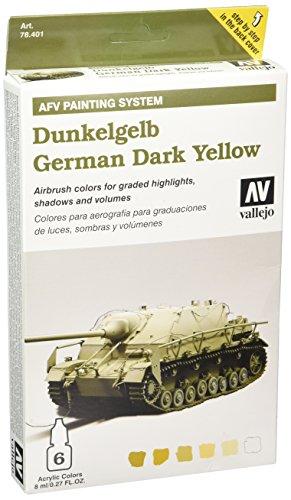 Art.
78.401
step by step
in the back cover
AFV PAINTING SYSTEM
Dunkelgelb
German Dark Yellow
Airbrush colors for graded highlights,
shadows and volumes
Colores para aerografía para graduaciones
de luces, sombras y volúmenes
AV
vallejo
6
Acrylic Colors
8 ml/0.27 FL.OZ.